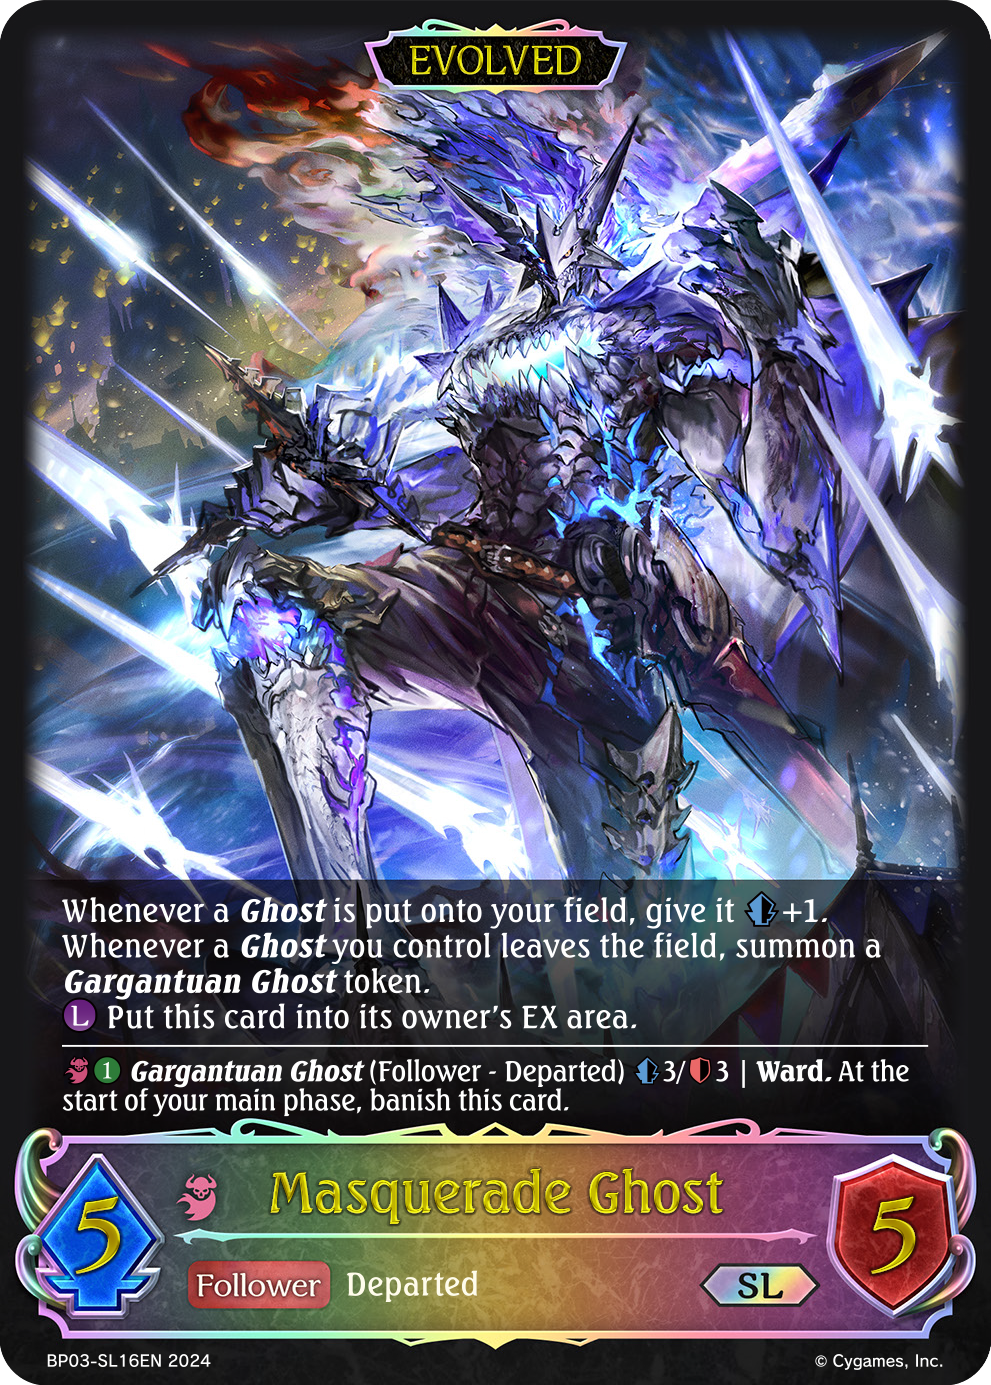 EVOLVED
Whenever a Ghost is put onto your field, give it +1.
Whenever a Ghost you control leaves the field, summon a
Gargantuan Ghost token.
L Put this card into its owner's EX area.
1 Gargantuan Ghost (Follower - Departed) 3/3 | Ward. At the
start of your main phase, banish this card.
Masquerade Ghost
5
5
Follower Departed
SL
BP03-SL16EN 2024
© Cygames, Inc.